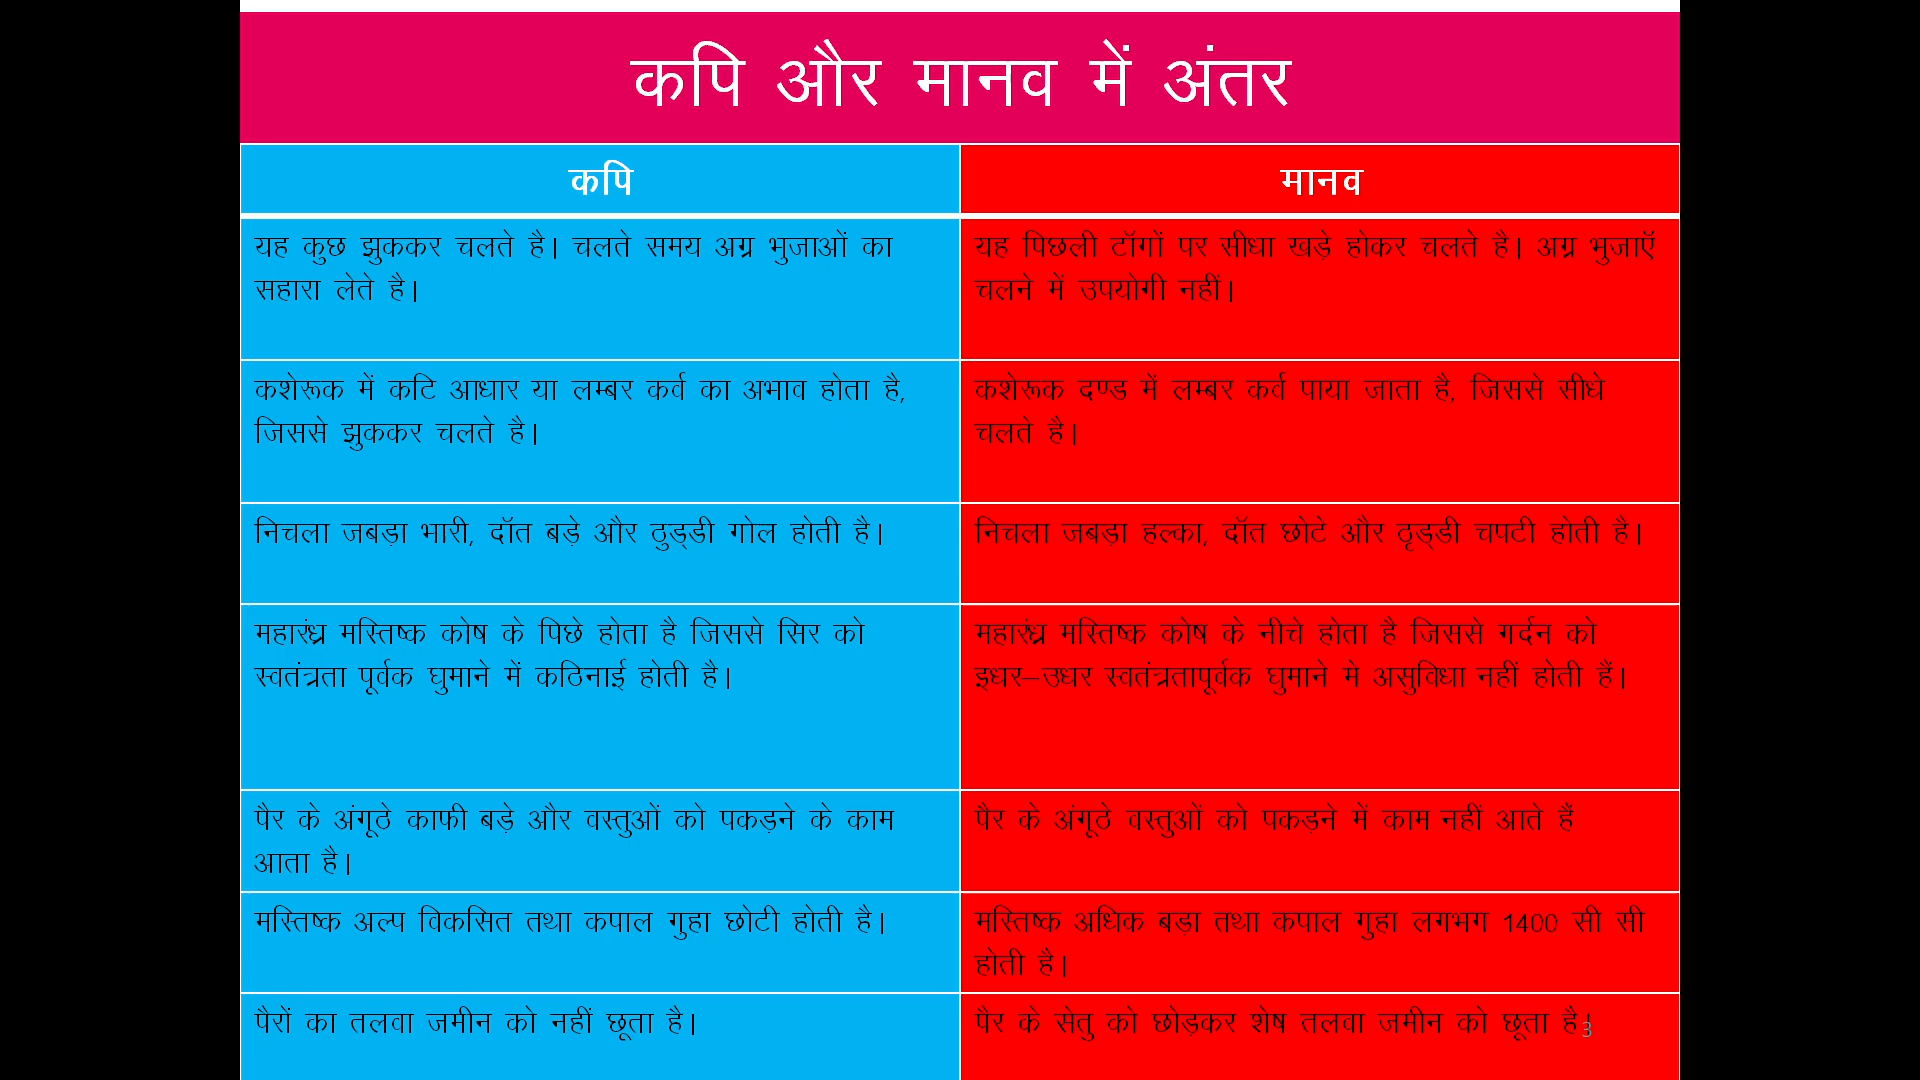 कपि और मानव में अंतर
कपि
मानव
यह कुछ झुककर चलते है। चलते समय अग्र भुजाओं का
सहारा लेते है।
यह पिछली टॉगों पर सीधा खड़े होकर चलते है। अग्र भुजाऍ
चलने में उपयोगी नहीं।
कशेरूक में कटि आधार या लम्बर कर्व का अभाव होता है,
जिससे झुककर चलते है।
कशेरूक दण्ड में लम्बर कर्व पाया जाता है, जिससे सीधे
चलते है।
निचला जबड़ा भारी, दॉत बड़े और ठुड्डी गोल होती है।
निचला जबड़ा हल्का, दॉत छोटे और ठृड्डी चपटी होती है।
महारंध्र मस्तिष्क कोष के पिछे होता है जिससे सिर को
स्वतंत्रता पूर्वक घुमाने में कठिनाई होती है।
महारंध्र मस्तिष्क कोष के नीचे होता है जिससे गर्दन को
इधर–उधर स्वतंत्रतापूर्वक घुमाने मे असुविधा नहीं होती हैं।
पैर के अंगूठे काफी बड़े और वस्तुओं को पकड़ने के काम
आता है।
पैर के अंगूठे वस्तुओं को पकड़ने में काम नहीं आते हैं
मस्तिष्क अल्प विकसित तथा कपाल गुहा छोटी होती है।
मस्तिष्क अधिक बड़ा तथा कपाल गुहा लगभग 1400 सी सी
होती है।
पैरों का तलवा जमीन को नहीं छूता है।
पैर के सेतु को छोड़कर शेष तलवा जमीन को छूता है।
3